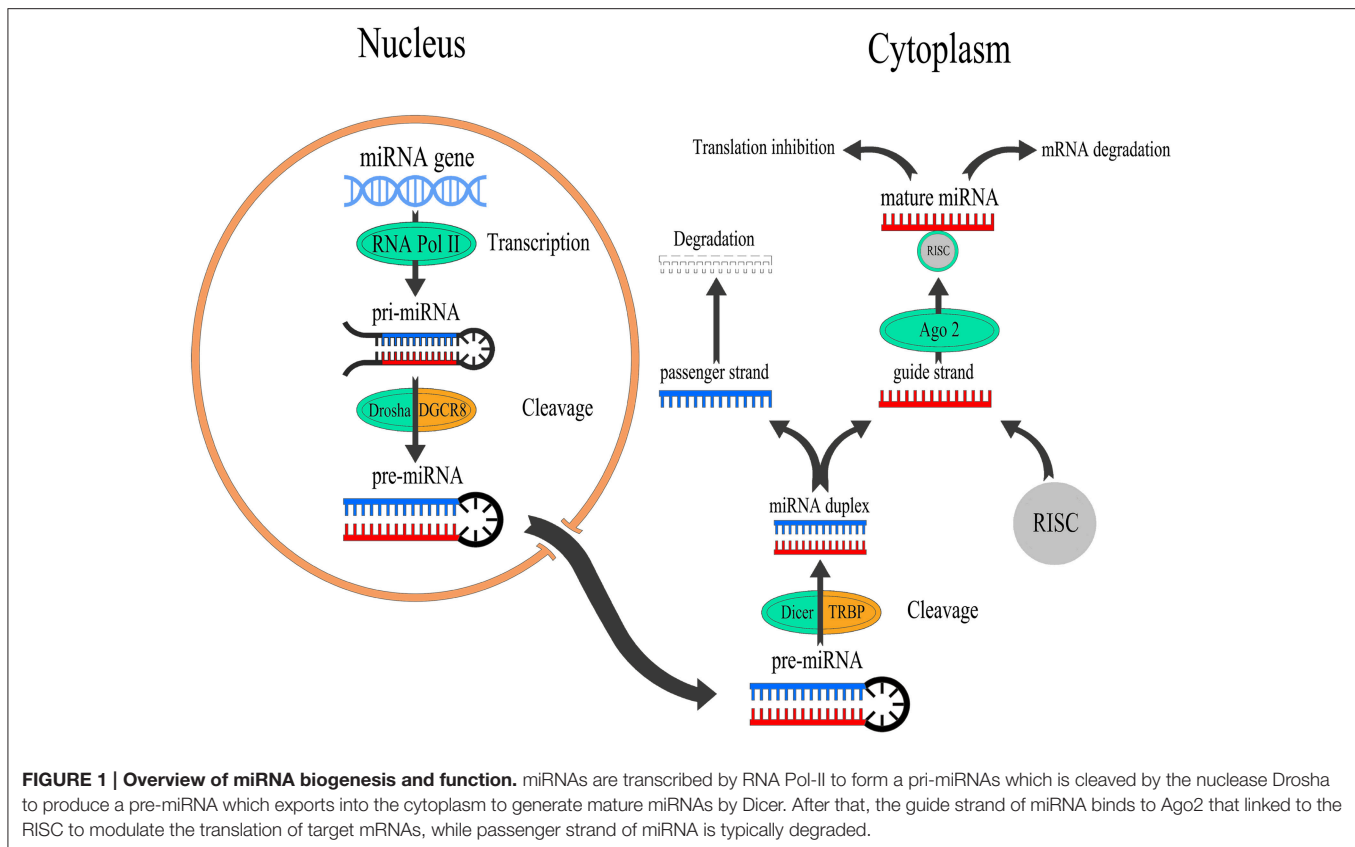 Nucleus
Cytoplasm
miRNA gene
RNA Pol II
Transcription
pri-miRNA
Drosha
DGCR8
Cleavage
pre-miRNA
Translation inhibition
mRNA degradation
mature miRNA
RISC
Degradation
Ago 2
passenger strand
guide strand
miRNA duplex
RISC
Dicer
TRBP
Cleavage
pre-miRNA
FIGURE 1 | Overview of miRNA biogenesis and function. miRNAs are transcribed by RNA Pol-II to form a pri-miRNAs which is cleaved by the nuclease Drosha
to produce a pre-miRNA which exports into the cytoplasm to generate mature miRNAs by Dicer. After that, the guide strand of miRNA binds to Ago2 that linked to the
RISC to modulate the translation of target mRNAs, while passenger strand of miRNA is typically degraded.